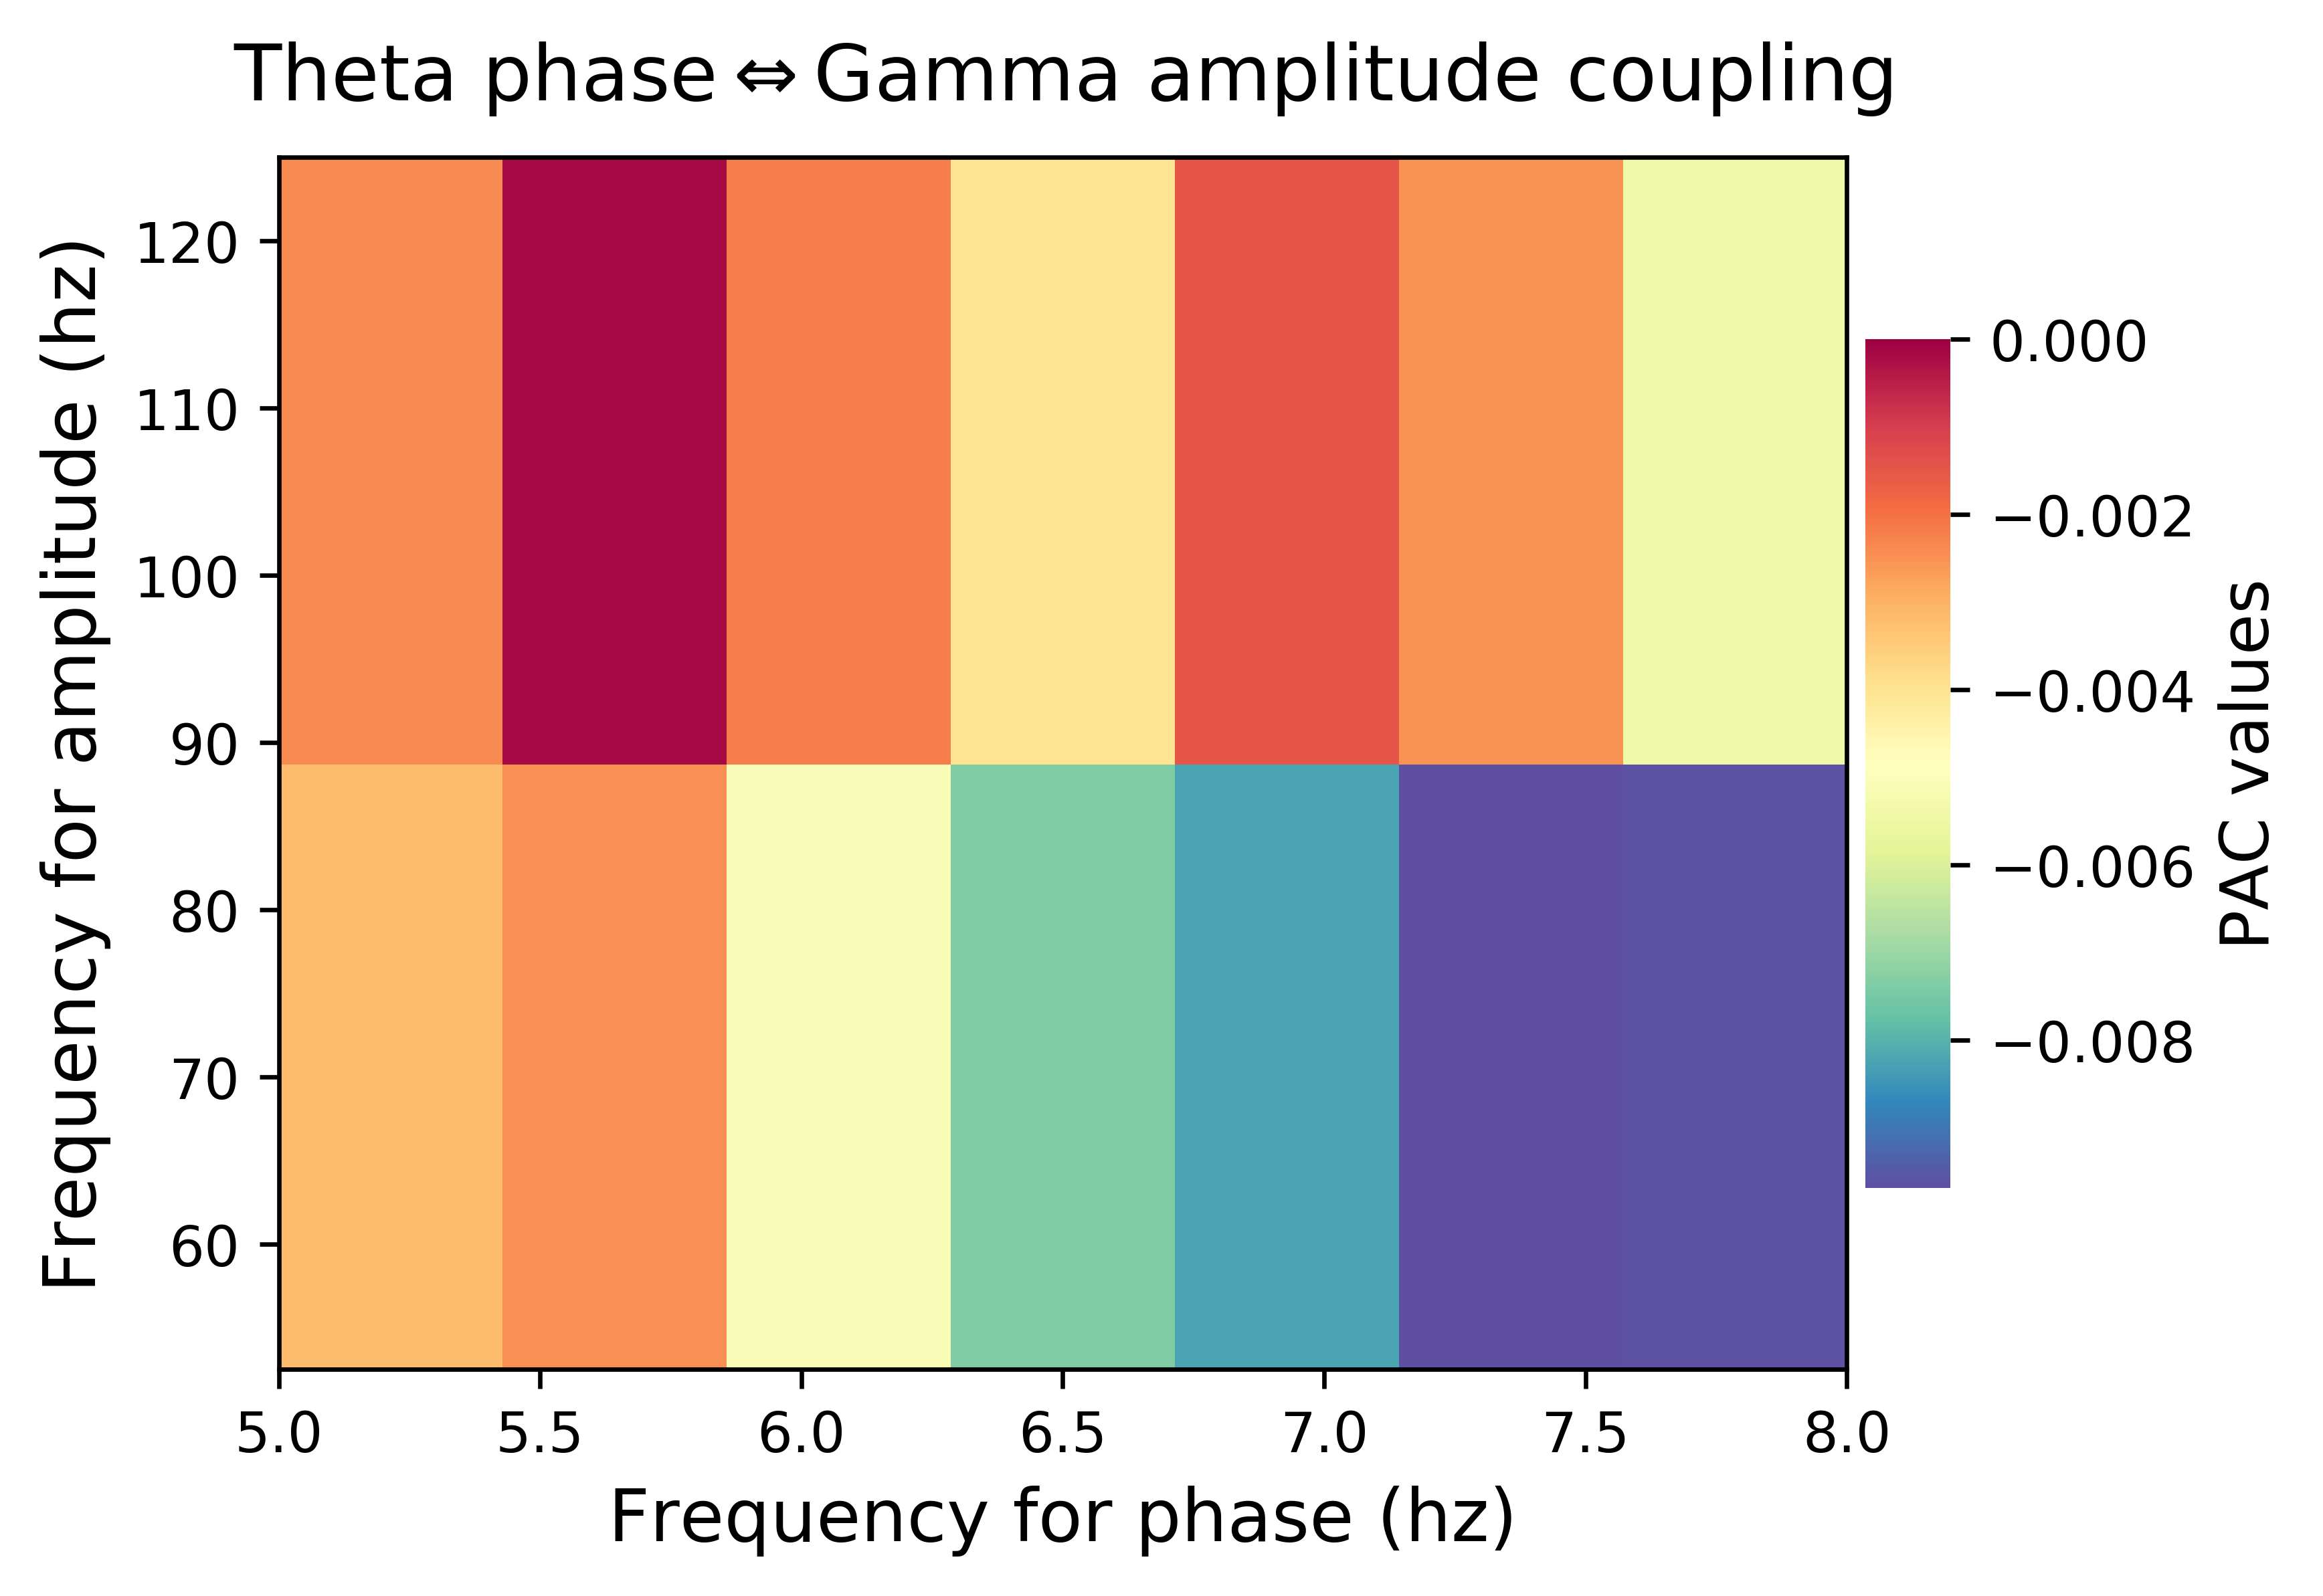 Theta phase⇔Gamma amplitude coupling
Frequency for amplitude (hz)
120
110
100
90
80
70
60
5.0 5.5 6.0 6.5 7.0 7.5 8.0
Frequency for phase (hz)
0.000
−0.002
−0.004
−0.006
−0.008
PAC values